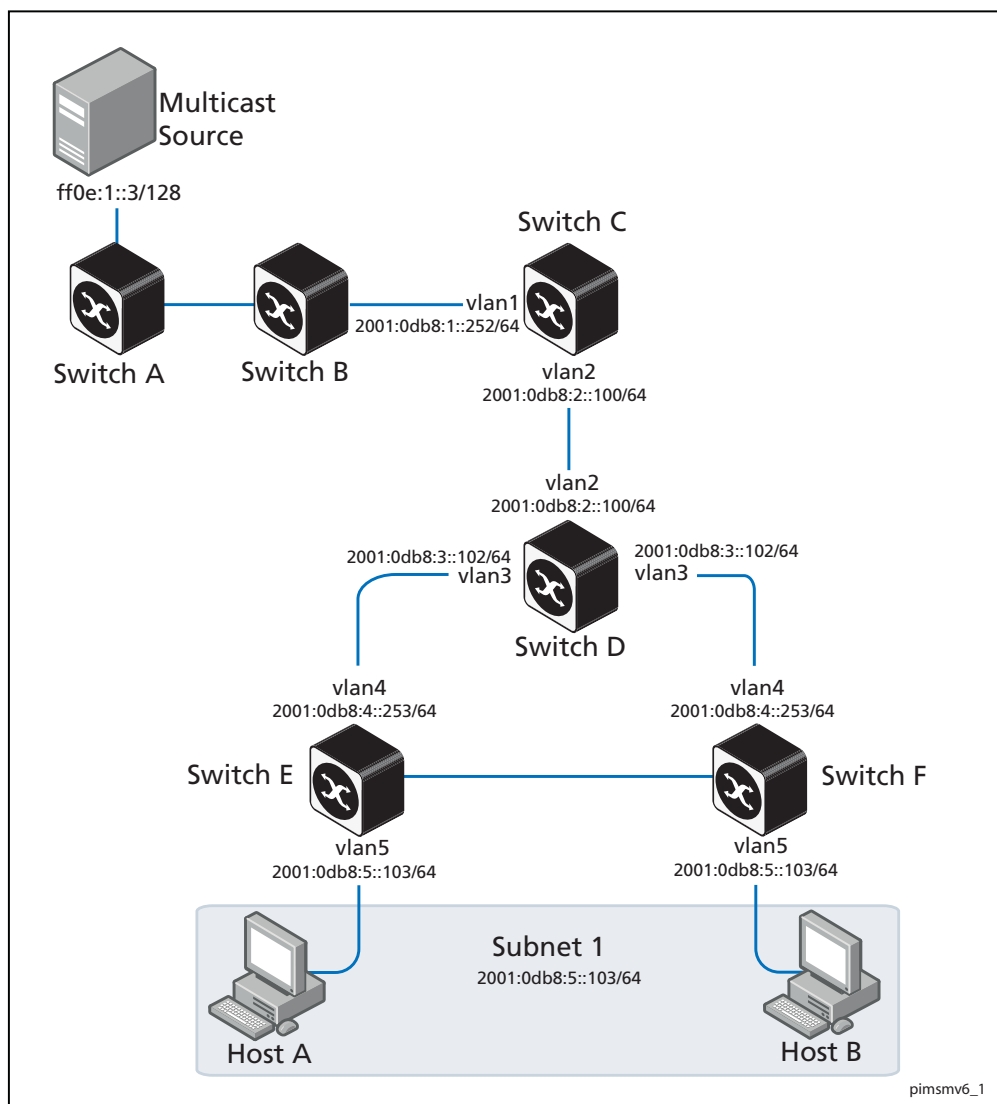 Multicast
Source
ff0e:1::3/128
Switch C
vlan1
2001:0db8:1::252/64
Switch A
Switch B
vlan2
2001:0db8:2::100/64
vlan2
2001:0db8:2::100/64
2001:0db8:3::102/64
vlan3
2001:0db8:3::102/64
vlan3
Switch D
vlan4
2001:0db8:4::253/64
vlan4
2001:0db8:4::253/64
Switch E
Switch F
vlan5
2001:0db8:5::103/64
vlan5
2001:0db8:5::103/64
Subnet 1
2001:0db8:5::103/64
Host A
Host B
pimsmv6_1